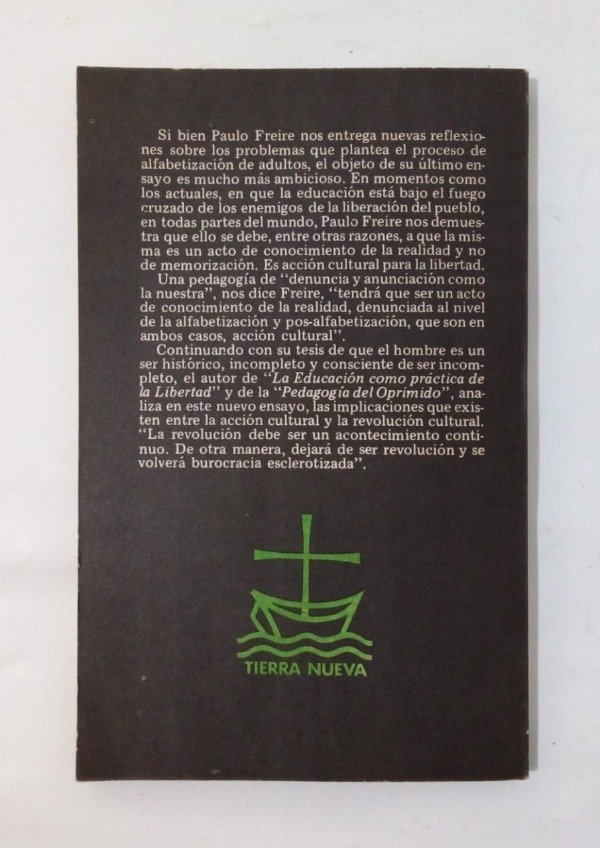 Si bien Paulo Freire nos entrega nuevas reflexio-
nes sobre los problemas que plantea el proceso de
alfabetización de adultos, el objeto de su último en-
sayo es mucho más ambicioso. En momentos como
los actuales, en que la educación está bajo el fuego
cruzado de los enemigos de la liberación del pueblo,
en todas partes del mundo, Paulo Freire nos demues-
tra que ello se debe, entre otras razones, a que la mis-
ma es un acto de conocimiento de la realidad y no
de memorización. Es acción cultural para la libertad.
Una pedagogía de “denuncia y anunciación como
la nuestra”, nos dice Freire, “tendrá que ser un acto
de conocimiento de la realidad, denunciada al nivel
de la alfabetización y pos-alfabetización, que son en
ambos casos, acción cultural”.
Continuando con su tesis de que el hombre es un
ser histórico, incompleto y consciente de ser incom-
pleto, el autor de “La Educación como práctica de
la Libertad” y de la “Pedagogía del Oprimido”, ana-
liza en este nuevo ensayo, las implicaciones que exis-
ten entre la acción cultural y la revolución cultural.
“La revolución debe ser un acontecimiento conti-
nuo. De otra manera, dejará de ser revolución y se
volverá burocracia esclerotizada”.
TIERRA NUEVA